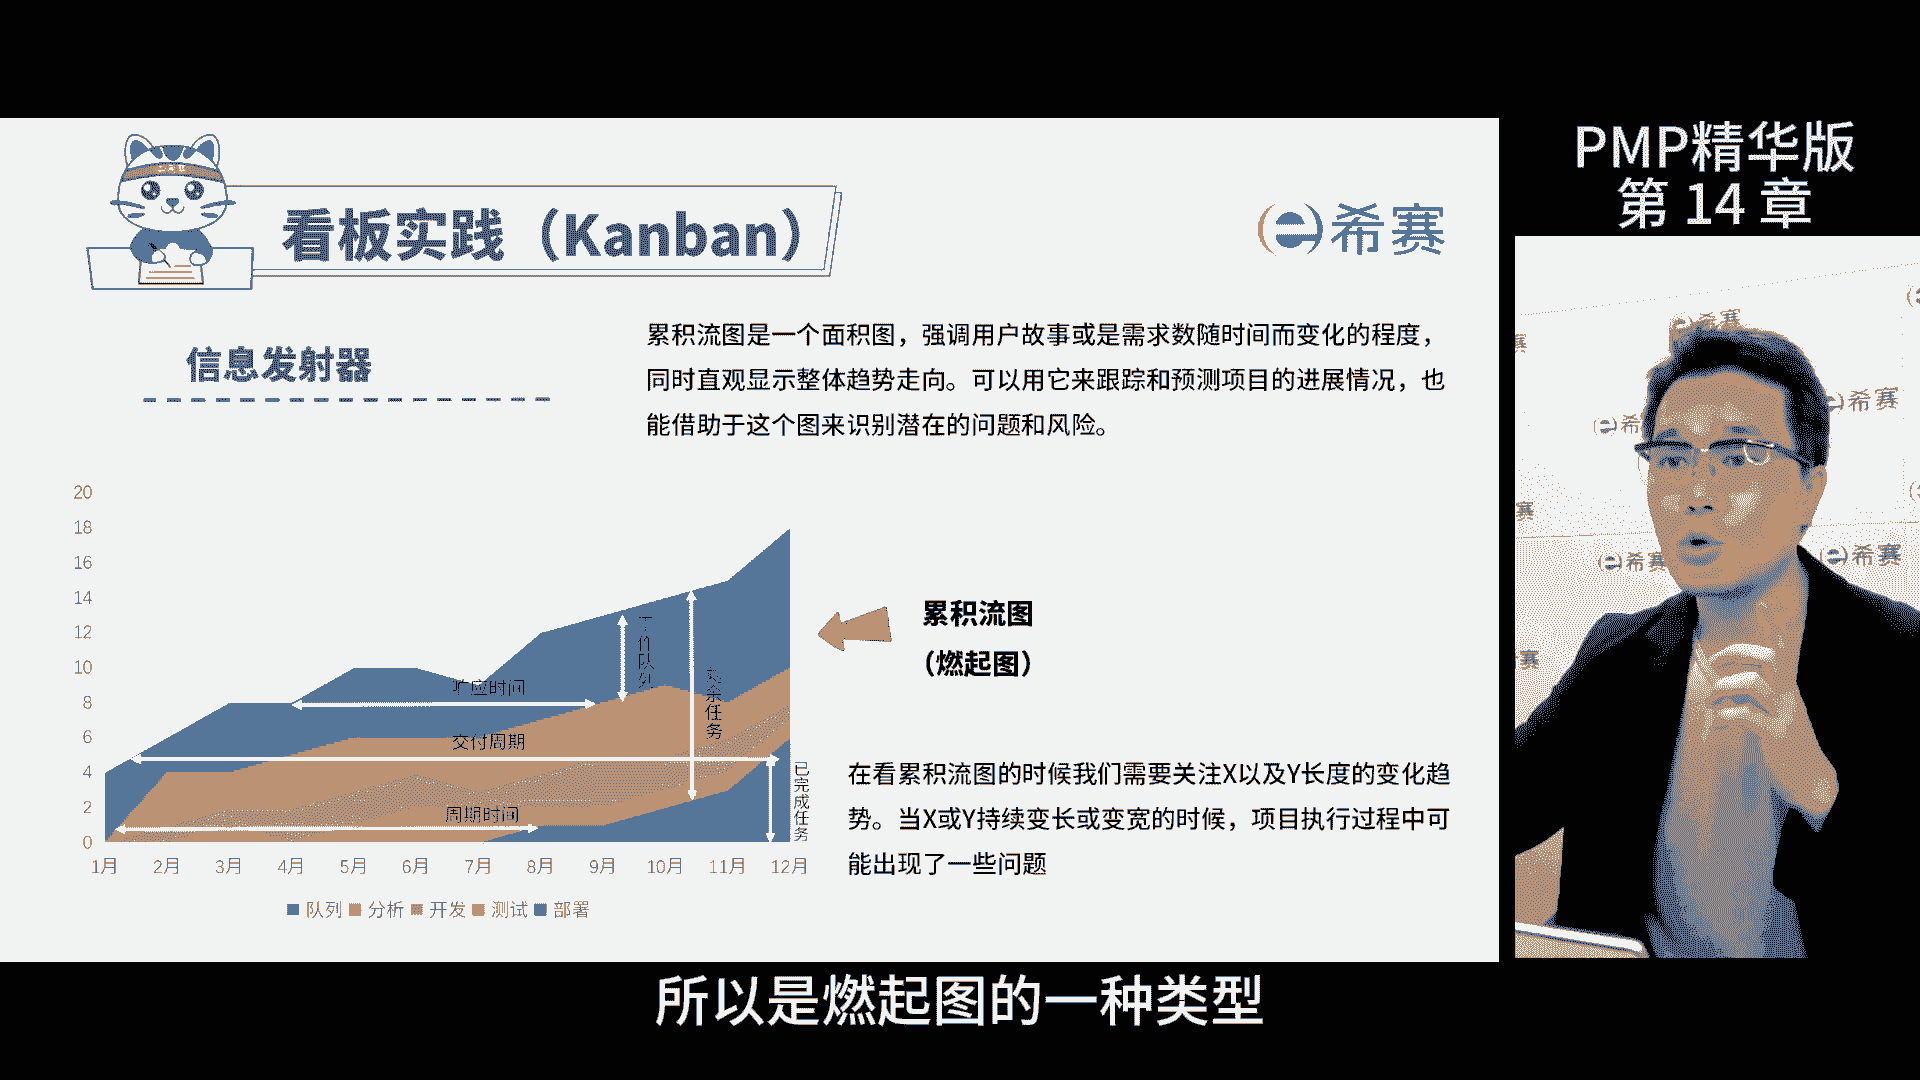 PMP精华版
第 14 章
看板实践（Kanban）
希赛
信息发射器
累积流图是一个面积图，强调用户故事或是需求数随时间而变化的程度，
同时直观显示整体趋势走向。可以用它来跟踪和预测项目的进展情况，也
能借助于这个图来识别潜在的问题和风险。
20
18
16
14
12
10
8
6
4
2
0
响应时间
交付周期
周期时间
余任务
已完成任务
1月 2月 3月 4月 5月 6月 7月 8月 9月 10月 11月 12月
队列 分析 开发 测试 部署
累积流图
（燃起图）
在看累积流图的时候我们需要关注X以及Y长度的变化趋
势。当X或Y持续变长或变宽的时候，项目执行过程中可
能出现了一些问题
希赛
希赛
希赛
希赛
希
赛
赛
赛
所以是燃起图的一种类型